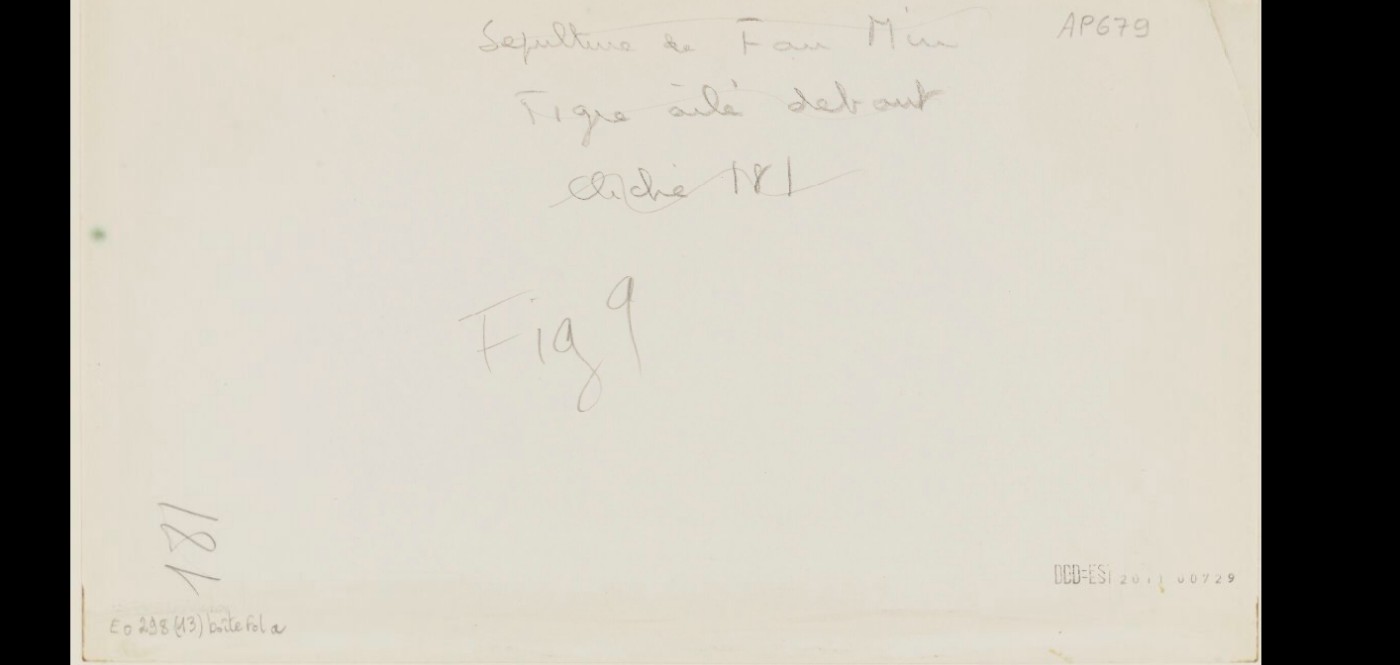 AP679
Sepulture de Fan Min
Tigre ailé debout
cliché 181
Fig 9
181
DCD=ES 2011 00729
Eo 298 (13) boîte fol a